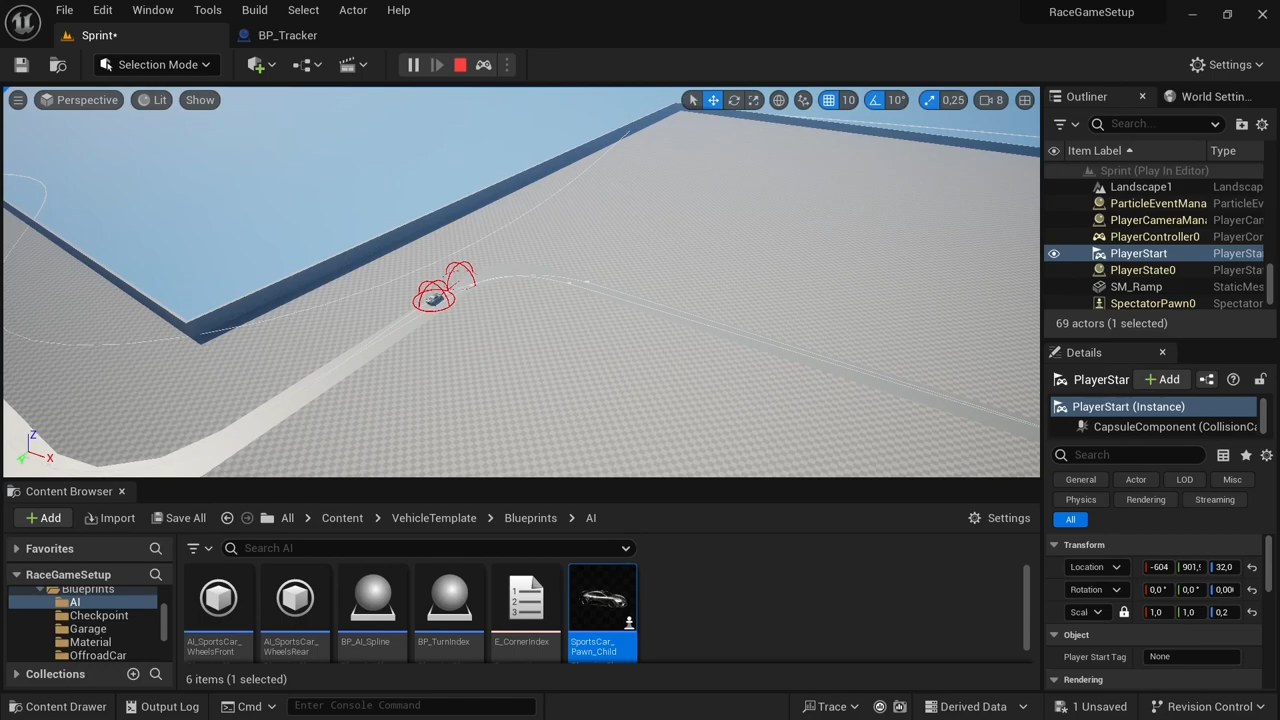 File Edit Window Tools Build Select Actor Help
RaceGameSetup
Sprint*
BP_Tracker
Selection Mode
Settings
Perspective
Lit
Show
10
10°
0,25
8
Outliner
World Settin...
Search...
Item Label
Type
Sprint (Play In Editor)
Landscape1
Landscap
ParticleEventMana
ParticleEv
PlayerCameraMana
PlayerCan
PlayerController0
PlayerCor
PlayerStart
PlayerSta
PlayerState0
PlayerSta
SM_Ramp
StaticMes
SpectatorPawn0
Spectator
69 actors (1 selected)
Details
PlayerStar
Add
PlayerStart (Instance)
CapsuleComponent (CollisionCa
Search
General
Actor
LOD
Misc
Physics
Rendering
Streaming
All
Transform
Location
-604
901,
32,0
Rotation
0,0°
0,0°
0,00
Scal
1,0
1,0
0,2
Object
Player Start Tag
None
Rendering
Z
X
Content Browser
Add
Import
Save All
All
Content
VehicleTemplate
Blueprints
AI
Settings
Favorites
RaceGameSetup
Blueprints
AI
Checkpoint
Garage
Material
OffroadCar
Collections
Search AI
AI_SportsCar_
WheelsFront
AI_SportsCar_
WheelsRear
BP_AI_Spline
BP_TurnIndex
E_CornerIndex
SportsCar_
Pawn_Child
6 items (1 selected)
Content Drawer
Output Log
Cmd
Enter Console Command
Trace
Derived Data
1 Unsaved
Revision Control